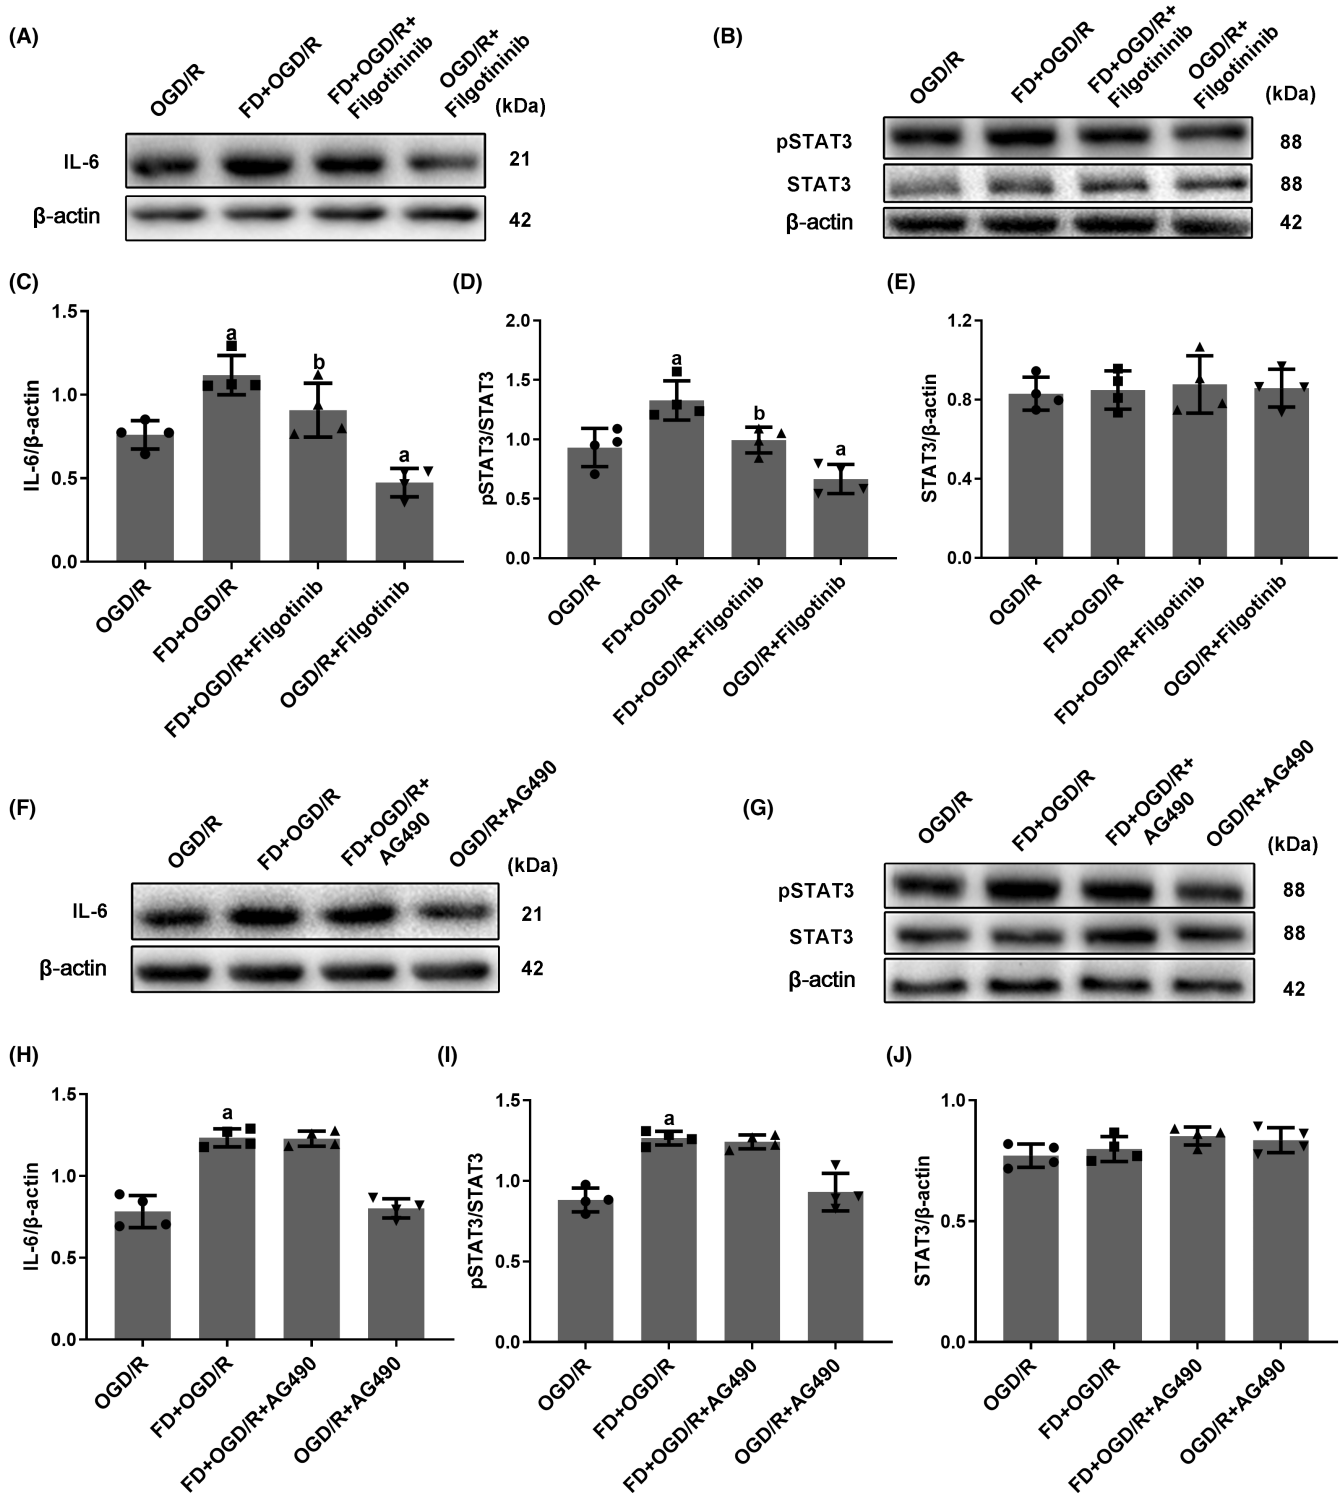 (A)
OGD/R
FD+OGD/R
FD+OGD/R+
Filgotininib
OGD/R+
Filgotininib
(kDa)
IL-6
21
β-actin
42
(B)
OGD/R
FD+OGD/R
FD+OGD/R+
Filgotininib
OGD/R+
Filgotininib
(kDa)
pSTAT3
88
STAT3
88
β-actin
42
(C)
IL-6/β-actin
1.5
1.0
0.5
0.0
a
b
a
OGD/R
FD+OGD/R
FD+OGD/R+Filgotinib
OGD/R+Filgotinib
(D)
pSTAT3/STAT3
2.0
1.5
1.0
0.5
0.0
a
b
a
OGD/R
FD+OGD/R
FD+OGD/R+Filgotinib
OGD/R+Filgotinib
(E)
STAT3/β-actin
1.2
0.8
0.4
0.0
OGD/R
FD+OGD/R
FD+OGD/R+Filgotinib
OGD/R+Filgotinib
(F)
OGD/R
FD+OGD/R
FD+OGD/R+
AG490
OGD/R+AG490
(kDa)
IL-6
21
β-actin
42
(G)
OGD/R
FD+OGD/R
FD+OGD/R+
AG490
OGD/R+AG490
(kDa)
pSTAT3
88
STAT3
88
β-actin
42
(H)
IL-6/β-actin
1.5
1.0
0.5
0.0
a
OGD/R
FD+OGD/R
FD+OGD/R+AG490
OGD/R+AG490
(I)
pSTAT3/STAT3
1.5
1.0
0.5
0.0
a
OGD/R
FD+OGD/R
FD+OGD/R+AG490
OGD/R+AG490
(J)
STAT3/β-actin
1.0
0.5
0.0
OGD/R
FD+OGD/R
FD+OGD/R+AG490
OGD/R+AG490